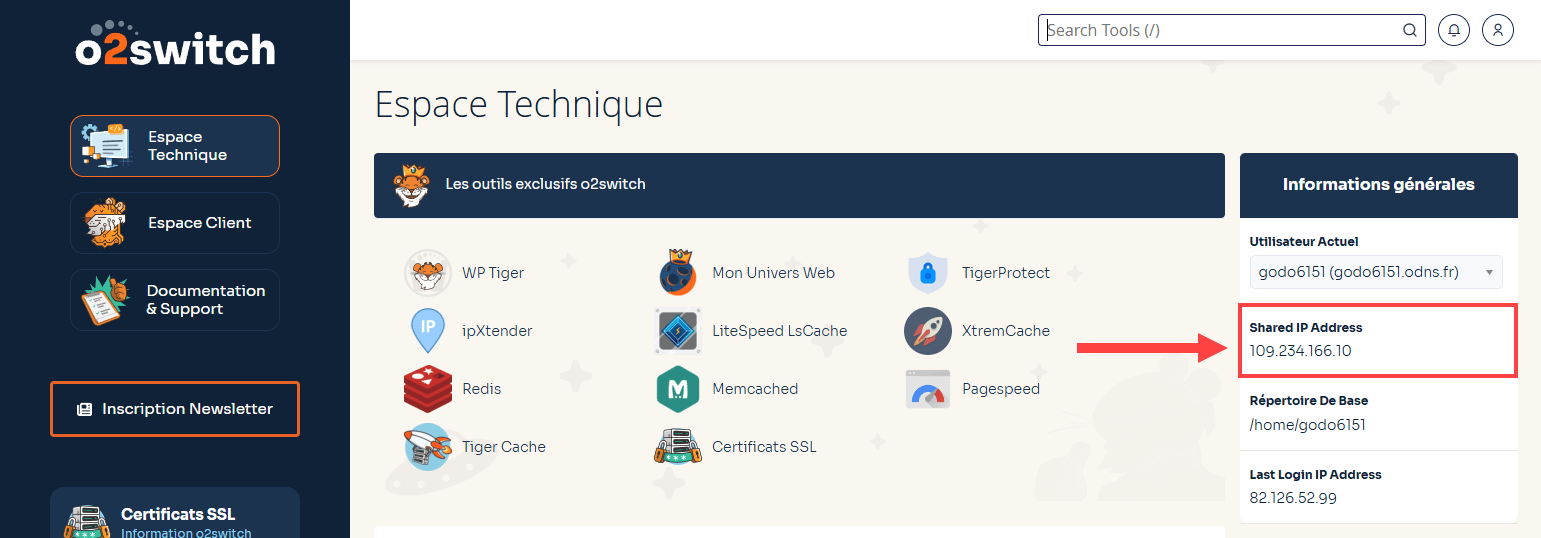 o2switch
Espace
Technique
Espace Client
Documentation
& Support
Inscription Newsletter
Certificats SSL
Information o2switch
Search Tools (/)
Espace Technique
Les outils exclusifs o2switch
WP Tiger
Mon Univers Web
TigerProtect
IP
ipXtender
LiteSpeed LsCache
XtremCache
Redis
M
Memcached
Pagespeed
Tiger Cache
Certificats SSL
Informations générales
Utilisateur Actuel
godo6151 (godo6151.odns.fr)
Shared IP Address
109.234.166.10
Répertoire De Base
/home/godo6151
Last Login IP Address
82.126.52.99